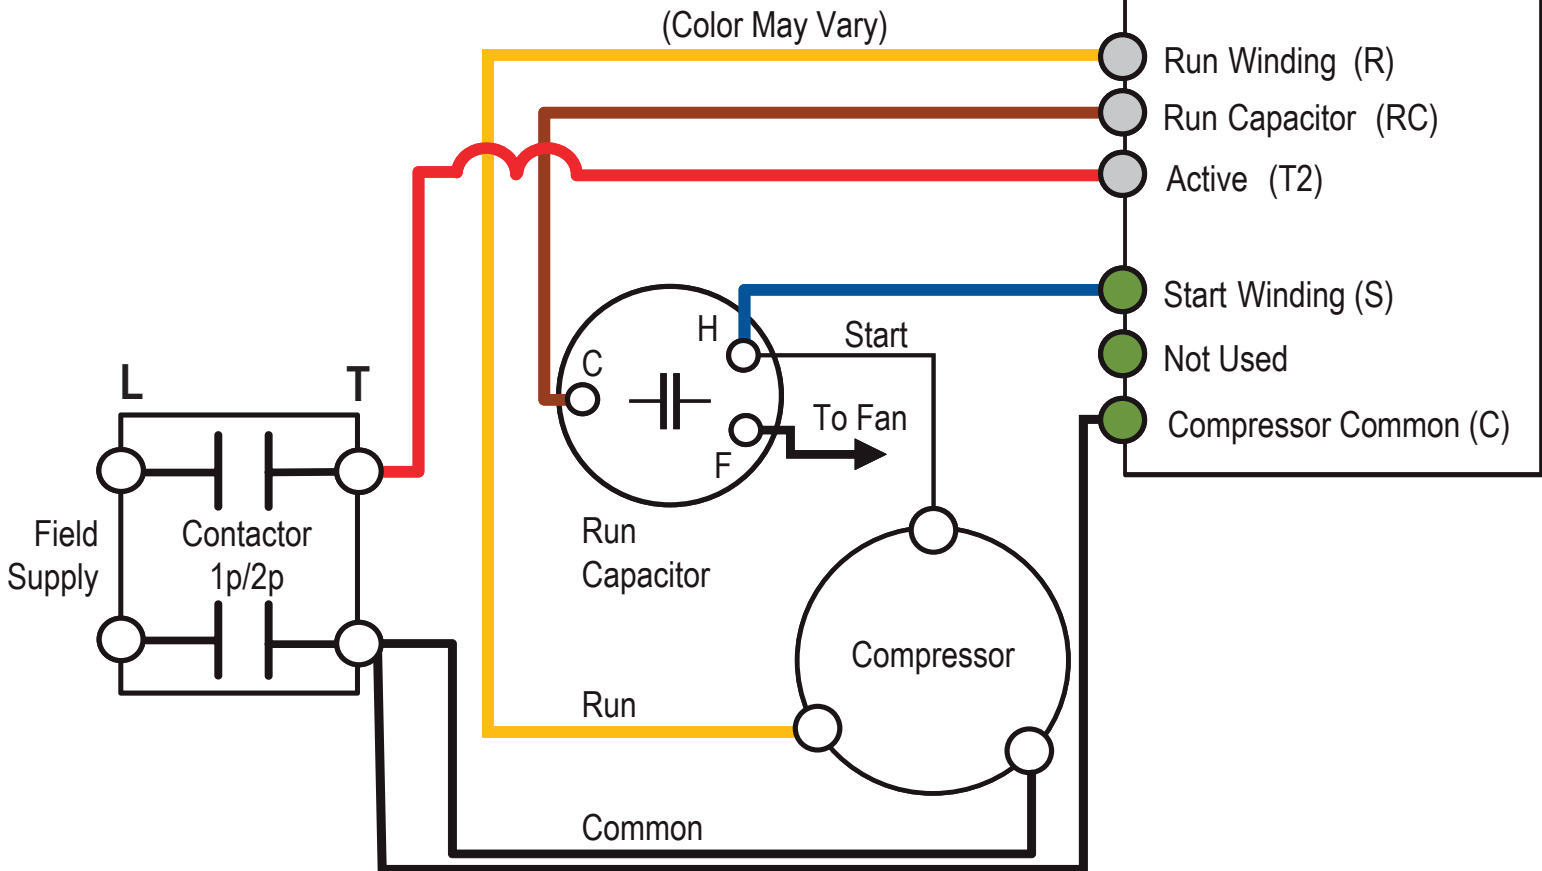 (Color May Vary)
Run Winding (R)
Run Capacitor (RC)
Active (T2)
Start Winding (S)
H
Start
Not Used
C
L
T
To Fan
Compressor Common (C)
F
Field
Supply
Contactor
1p/2p
Run
Capacitor
Compressor
Run
Common